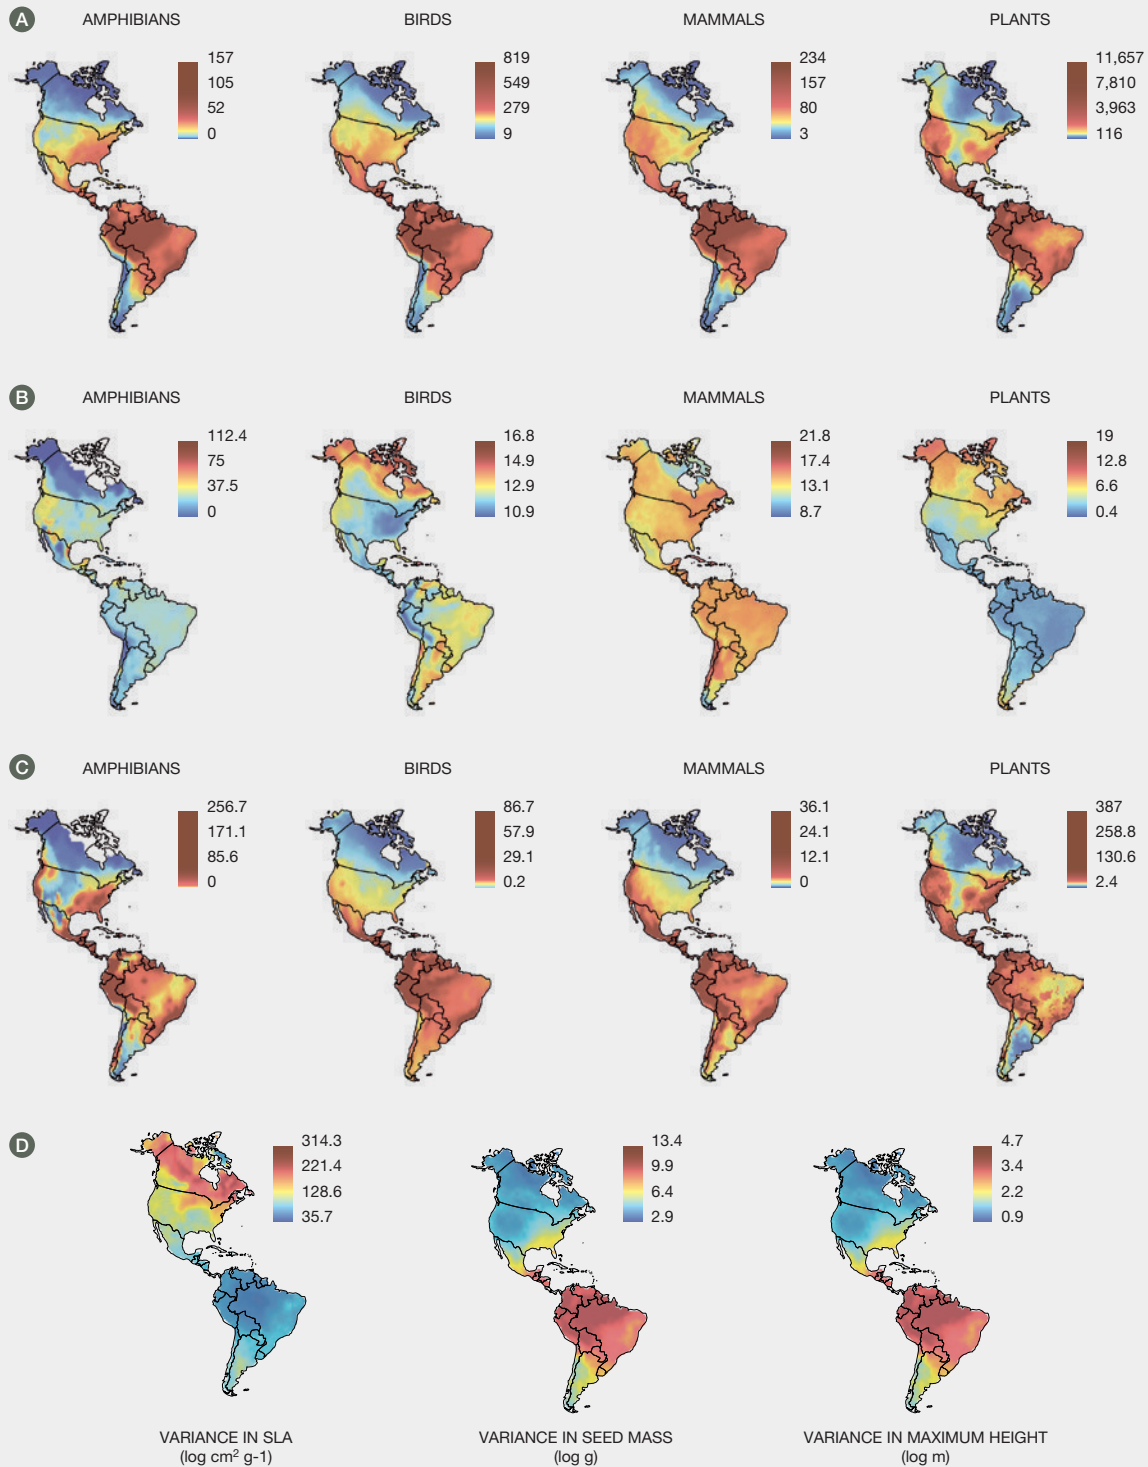 A
AMPHIBIANS
BIRDS
MAMMALS
PLANTS
157
105
52
0
819
549
279
9
234
157
80
3
11,657
7,810
3,963
116
B
AMPHIBIANS
BIRDS
MAMMALS
PLANTS
112.4
75
37.5
0
16.8
14.9
12.9
10.9
21.8
17.4
13.1
8.7
19
12.8
6.6
0.4
C
AMPHIBIANS
BIRDS
MAMMALS
PLANTS
256.7
171.1
85.6
0
86.7
57.9
29.1
0.2
36.1
24.1
12.1
0
387
258.8
130.6
2.4
D
314.3
221.4
128.6
35.7
13.4
9.9
6.4
2.9
4.7
3.4
2.2
0.9
VARIANCE IN SLA
(log cm² g-1)
VARIANCE IN SEED MASS
(log g)
VARIANCE IN MAXIMUM HEIGHT
(log m)